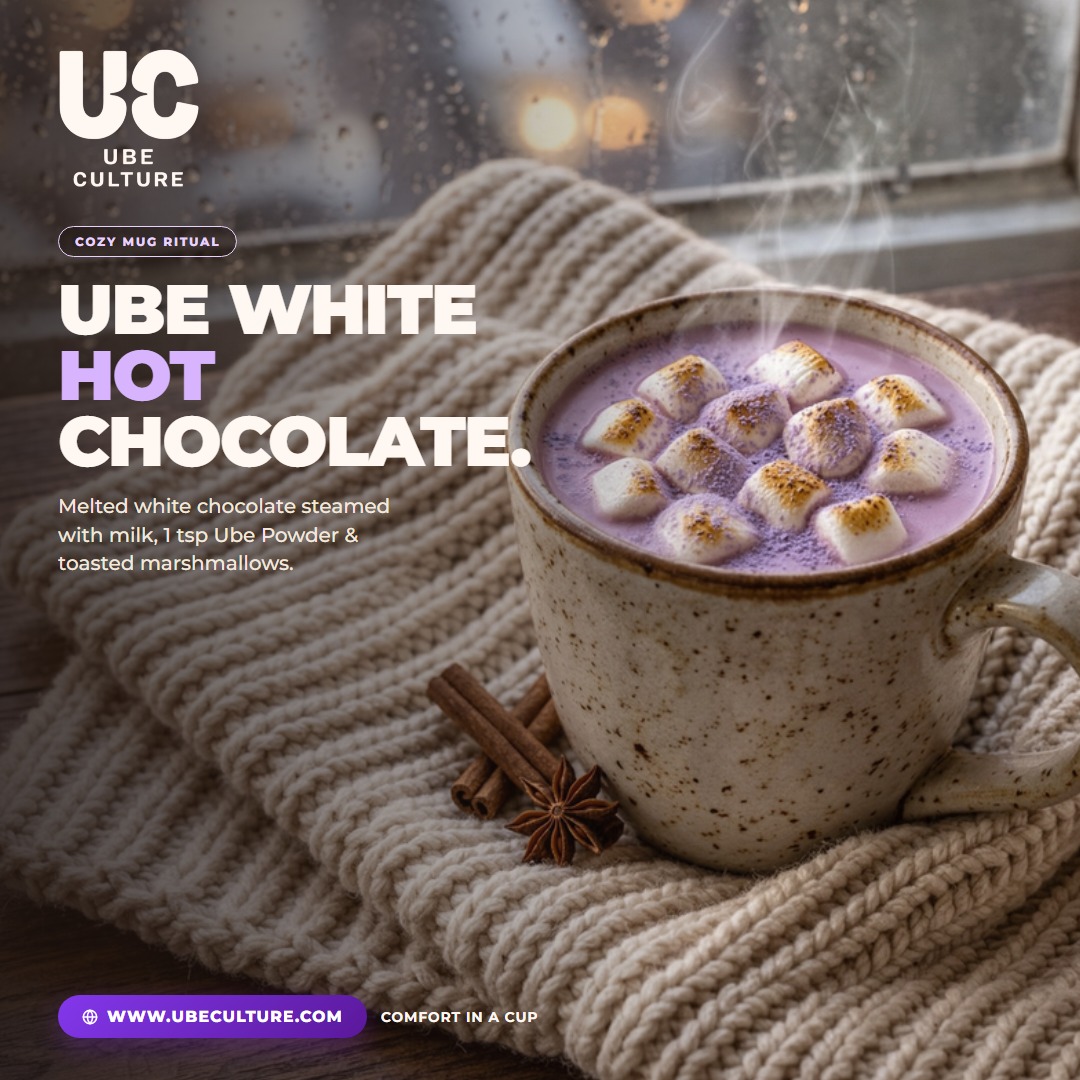 UC
UBE
CULTURE
COZY MUG RITUAL
UBE WHITE
HOT
CHOCOLATE.
Melted white chocolate steamed
with milk, 1 tsp Ube Powder &
toasted marshmallows.
WWW.UBECULTURE.COM
COMFORT IN A CUP